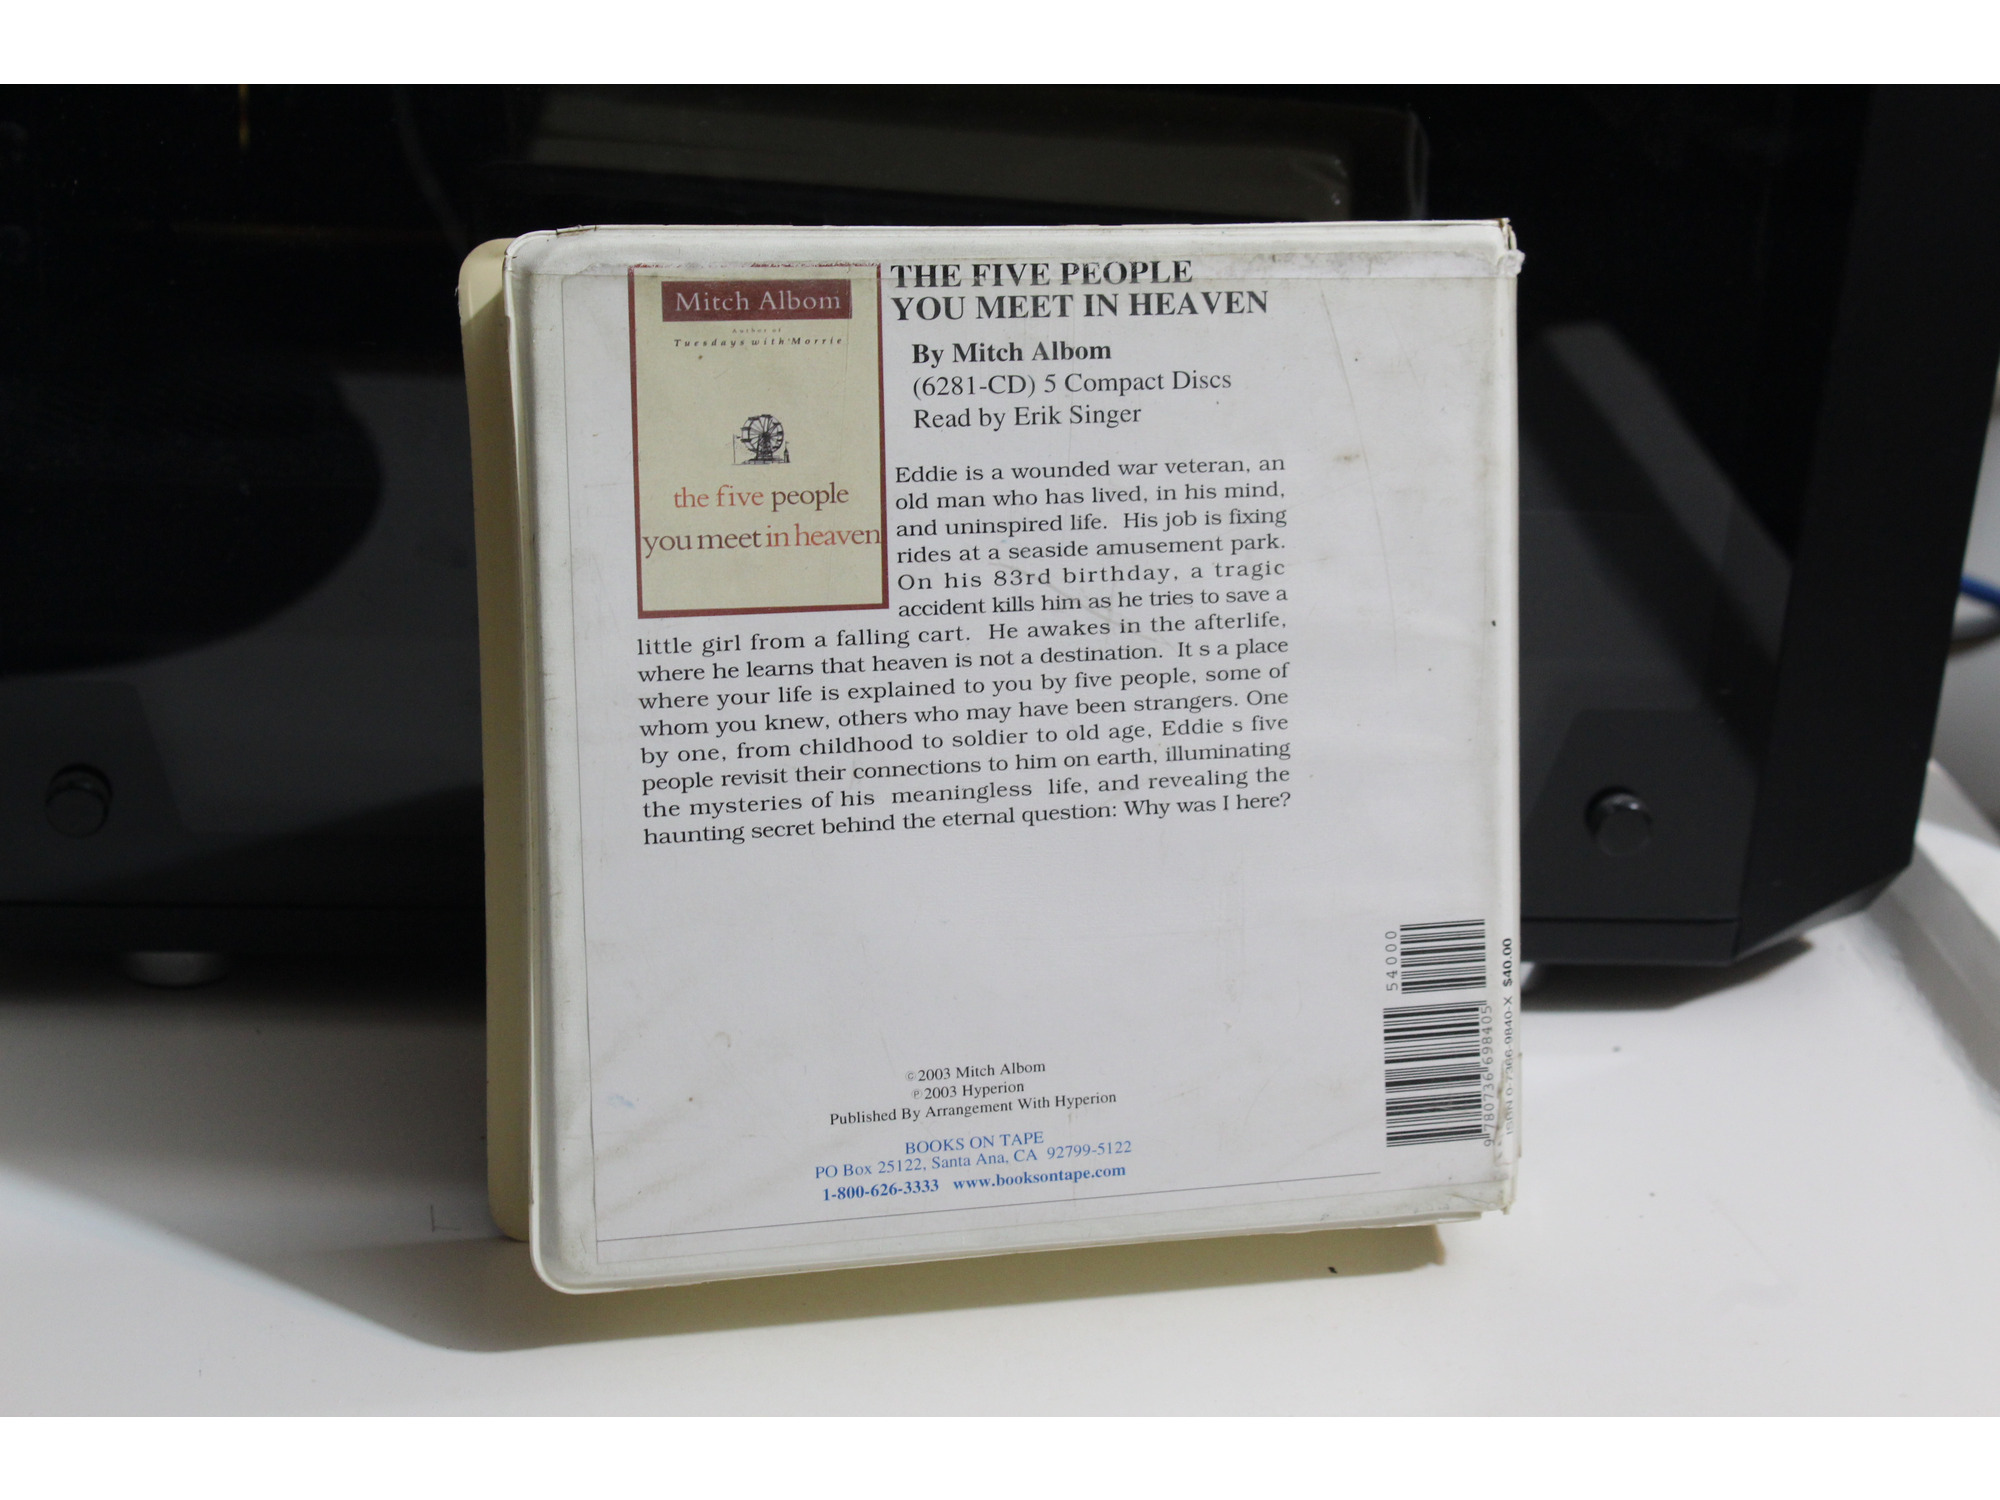 Mitch Albom
Author of
Tuesdays with Morrie
the five people
you meet in heaven
THE FIVE PEOPLE
YOU MEET IN HEAVEN
By Mitch Albom
(6281-CD) 5 Compact Discs
Read by Erik Singer
Eddie is a wounded war veteran, an
old man who has lived, in his mind,
and uninspired life. His job is fixing
rides at a seaside amusement park.
On his 83rd birthday, a tragic
accident kills him as he tries to save a
little girl from a falling cart. He awakes in the afterlife,
where he learns that heaven is not a destination. It s a place
where your life is explained to you by five people, some of
whom you knew, others who may have been strangers. One
by one, from childhood to soldier to old age, Eddie s five
people revisit their connections to him on earth, illuminating
the mysteries of his meaningless life, and revealing the
haunting secret behind the eternal question: Why was I here?
54000
9 780736 698405
ISBN 0-7366-9840-X $40.00
©2003 Mitch Albom
℗ 2003 Hyperion
Published By Arrangement With Hyperion
BOOKS ON TAPE
PO Box 25122, Santa Ana, CA 92799-5122
1-800-626-3333 www.booksontape.com